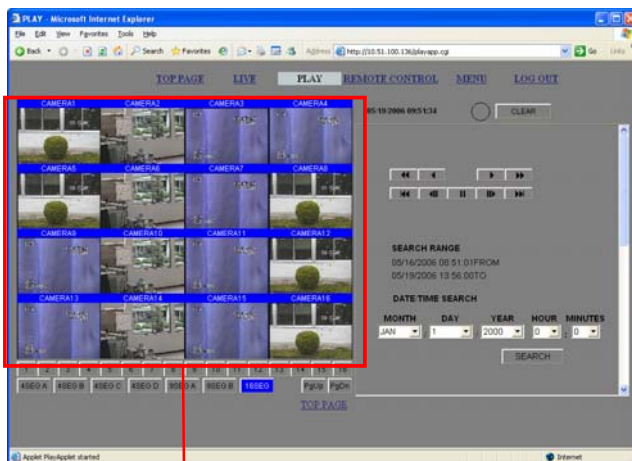 PLAY - Microsoft Internet Explorer
File Edit View Favorites Tools Help
Back Search Favorites Address http://10.51.100.136/playapp.cgi Go Links
TOP PAGE LIVE PLAY REMOTE CONTROL MENU LOG OUT
CAMERA1 CAMERA2 CAMERA3 CAMERA4
05/19/2006 09:51:34 CLEAR
CAMERA5 CAMERA6 CAMERA7 CAMERA8
CAMERA9 CAMERA10 CAMERA11 CAMERA12
CAMERA13 CAMERA14 CAMERA15 CAMERA16
SEARCH RANGE
05/16/2006 08:51:01FROM
05/19/2006 13:56:00TO
DATE/TIME SEARCH
MONTH DAY YEAR HOUR MINUTES
JAN / 1 / 2000 0 : 0
SEARCH
1 2 3 4 5 6 7 8 9 10 11 12 13 14 15 16
4SEG A 4SEG B 4SEG C 4SEG D 9SEG A 9SEG B 16SEG PgUp PgDn
TOP PAGE
Applet PlayApplet started Internet